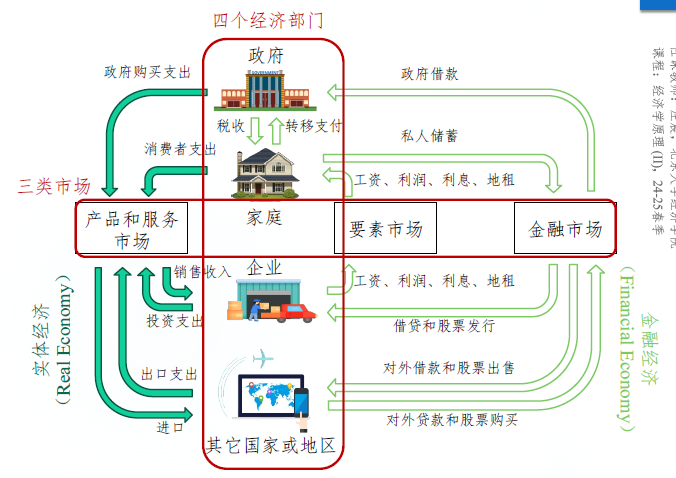 四个经济部门
政府
GOVERNMENT
政府购买支出
政府借款
税收
转移支付
消费者支出
私人储蓄
三类市场
工资、利润、利息、地租
产品和服务
市场
家庭
要素市场
金融市场
企业
销售收入
工资、利润、利息、地租
投资支出
借贷和股票发行
实体经济
(Real Economy)
金融经济
(Financial Economy)
出口支出
对外借款和股票出售
进口
对外贷款和股票购买
其它国家或地区
课程：经济学原理 (II)，24-25春季